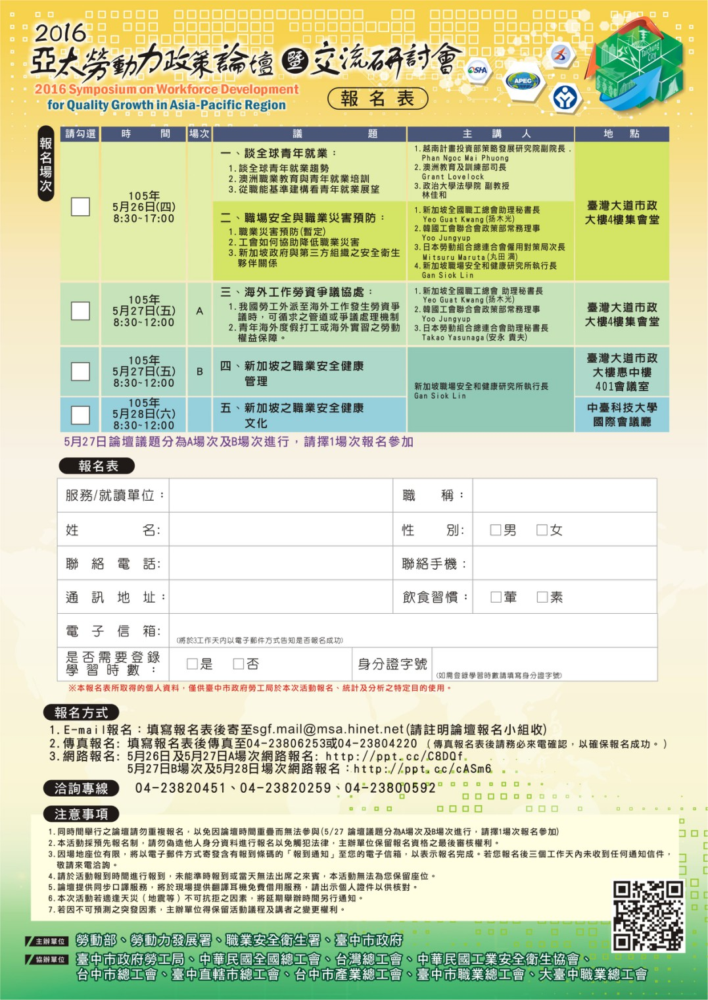 2016
亞太勞動力政策論壇暨交流研討會
2016 Symposium on Workforce Development
for Quality Growth in Asia-Pacific Region
報名表
OSHA
APEC
Taichung City
報名場次
請勾選 時間 場次 議題 主講人 地點
105年
5月26日(四)
8:30~17:00
一、談全球青年就業：
1.談全球青年就業趨勢
2.澳洲職業教育與青年就業培訓
3.從職能基準建構看青年就業展望
1.越南計畫投資部策略發展研究院副院長.
Phan Ngoc Mai Phuong
2.澳洲教育及訓練部司長
Grant Lovelock
3.政治大學法學院 副教授
林佳和
二、職場安全與職業災害預防：
1.職業災害預防(暫定)
2.工會如何協助降低職業災害
3.新加坡政府與第三方組織之安全衛生
夥伴關係
1.新加坡全國職工總會助理秘書長
Yeo Guat Kwang(扬木光)
2.韓國工會聯合會政策部常務理事
Yoo Jungyup
3.日本勞動組合總連合會僱用對策局次長
Mitsuru Maruta(丸田 満)
4.新加坡職場安全和健康研究所執行長
Gan Siok Lin
臺灣大道市政
大樓4樓集會堂
105年
5月27日(五)
8:30~12:00
A
三、海外工作勞資爭議協處：
1.我國勞工外派至海外工作發生勞資爭
議時，可循求之管道或爭議處理機制
2.青年海外度假打工或海外實習之勞動
權益保障。
1.新加坡全國職工總會 助理秘書長
Yeo Guat Kwang(扬木光)
2.韓國工會聯合會政策部常務理事
Yoo Jungyup
3.日本勞動組合總連合會助理秘書長
Takao Yasunaga(安永 貴夫)
臺灣大道市政
大樓4樓集會堂
105年
5月27日(五)
8:30~12:00
B
四、新加坡之職業安全健康
管理
新加坡職場安全和健康研究所執行長
Gan Siok Lin
臺灣大道市政
大樓惠中樓
401會議室
105年
5月28日(六)
8:30~12:00
五、新加坡之職業安全健康
文化
中臺科技大學
國際會議廳
5月27日論壇議題分為A場次及B場次進行，請擇1場次報名參加
報名表
服務/就讀單位： 職稱：
姓名: 性別: □男 □女
聯絡電話: 聯絡手機：
通訊地址： 飲食習慣： □葷 □素
電子信箱: (將於3工作天內以電子郵件方式告知是否報名成功)
是否需要登錄
學習時數： □是 □否 身分證字號 (如需登錄學習時數請填寫身分證字號)
※本報名表所取得的個人資料，僅供臺中市政府勞工局於本次活動報名、統計及分析之特定目的使用。
報名方式
1.E-mail報名：填寫報名表後寄至sgf.mail@msa.hinet.net(請註明論壇報名小組收)
2.傳真報名: 填寫報名表後傳真至04-23806253或04-23804220 (傳真報名表後請務必來電確認，以確保報名成功。)
3.網路報名: 5月26日及5月27日A場次網路報名: http://ppt.cc/C8DQf
5月27日B場次及5月28日場次網路報名：http://ppt.cc/cASm6
洽詢專線 04-23820451、04-23820259、04-23800592
注意事項
1.同時間舉行之論壇請勿重複報名，以免因論壇時間重疊而無法參與(5/27 論壇議題分為A場次及B場次進行，請擇1場次報名參加)
2.本活動採預先報名制，請勿偽造他人身分資料進行報名以免觸犯法律，主辦單位保留報名資格之最後審核權利。
3.因場地座位有限，將以電子郵件方式寄發含有報到條碼的「報到通知」至您的電子信箱，以表示報名完成。若您報名後三個工作天內未收到任何通知信件，
敬請來電洽詢。
4.請於活動報到時間進行報到，未能準時報到或當天無法出席之來賓，本活動無法為您保留座位。
5.論壇提供同步口譯服務，將於現場提供翻譯耳機免費借用服務，請出示個人證件以供核對。
6.本次活動若適逢天災（地震等）不可抗拒之因素，將延期舉辦時間另行通知。
7.若因不可預測之突發因素，主辦單位得保留活動議程及講者之變更權利。
主辦單位 勞動部、勞動力發展署、職業安全衛生署、臺中市政府
協辦單位 臺中市政府勞工局、中華民國全國總工會、台灣總工會、中華民國工業安全衛生協會、
台中市總工會、臺中直轄市總工會、台中市產業總工會、臺中市職業總工會、大臺中職業總工會